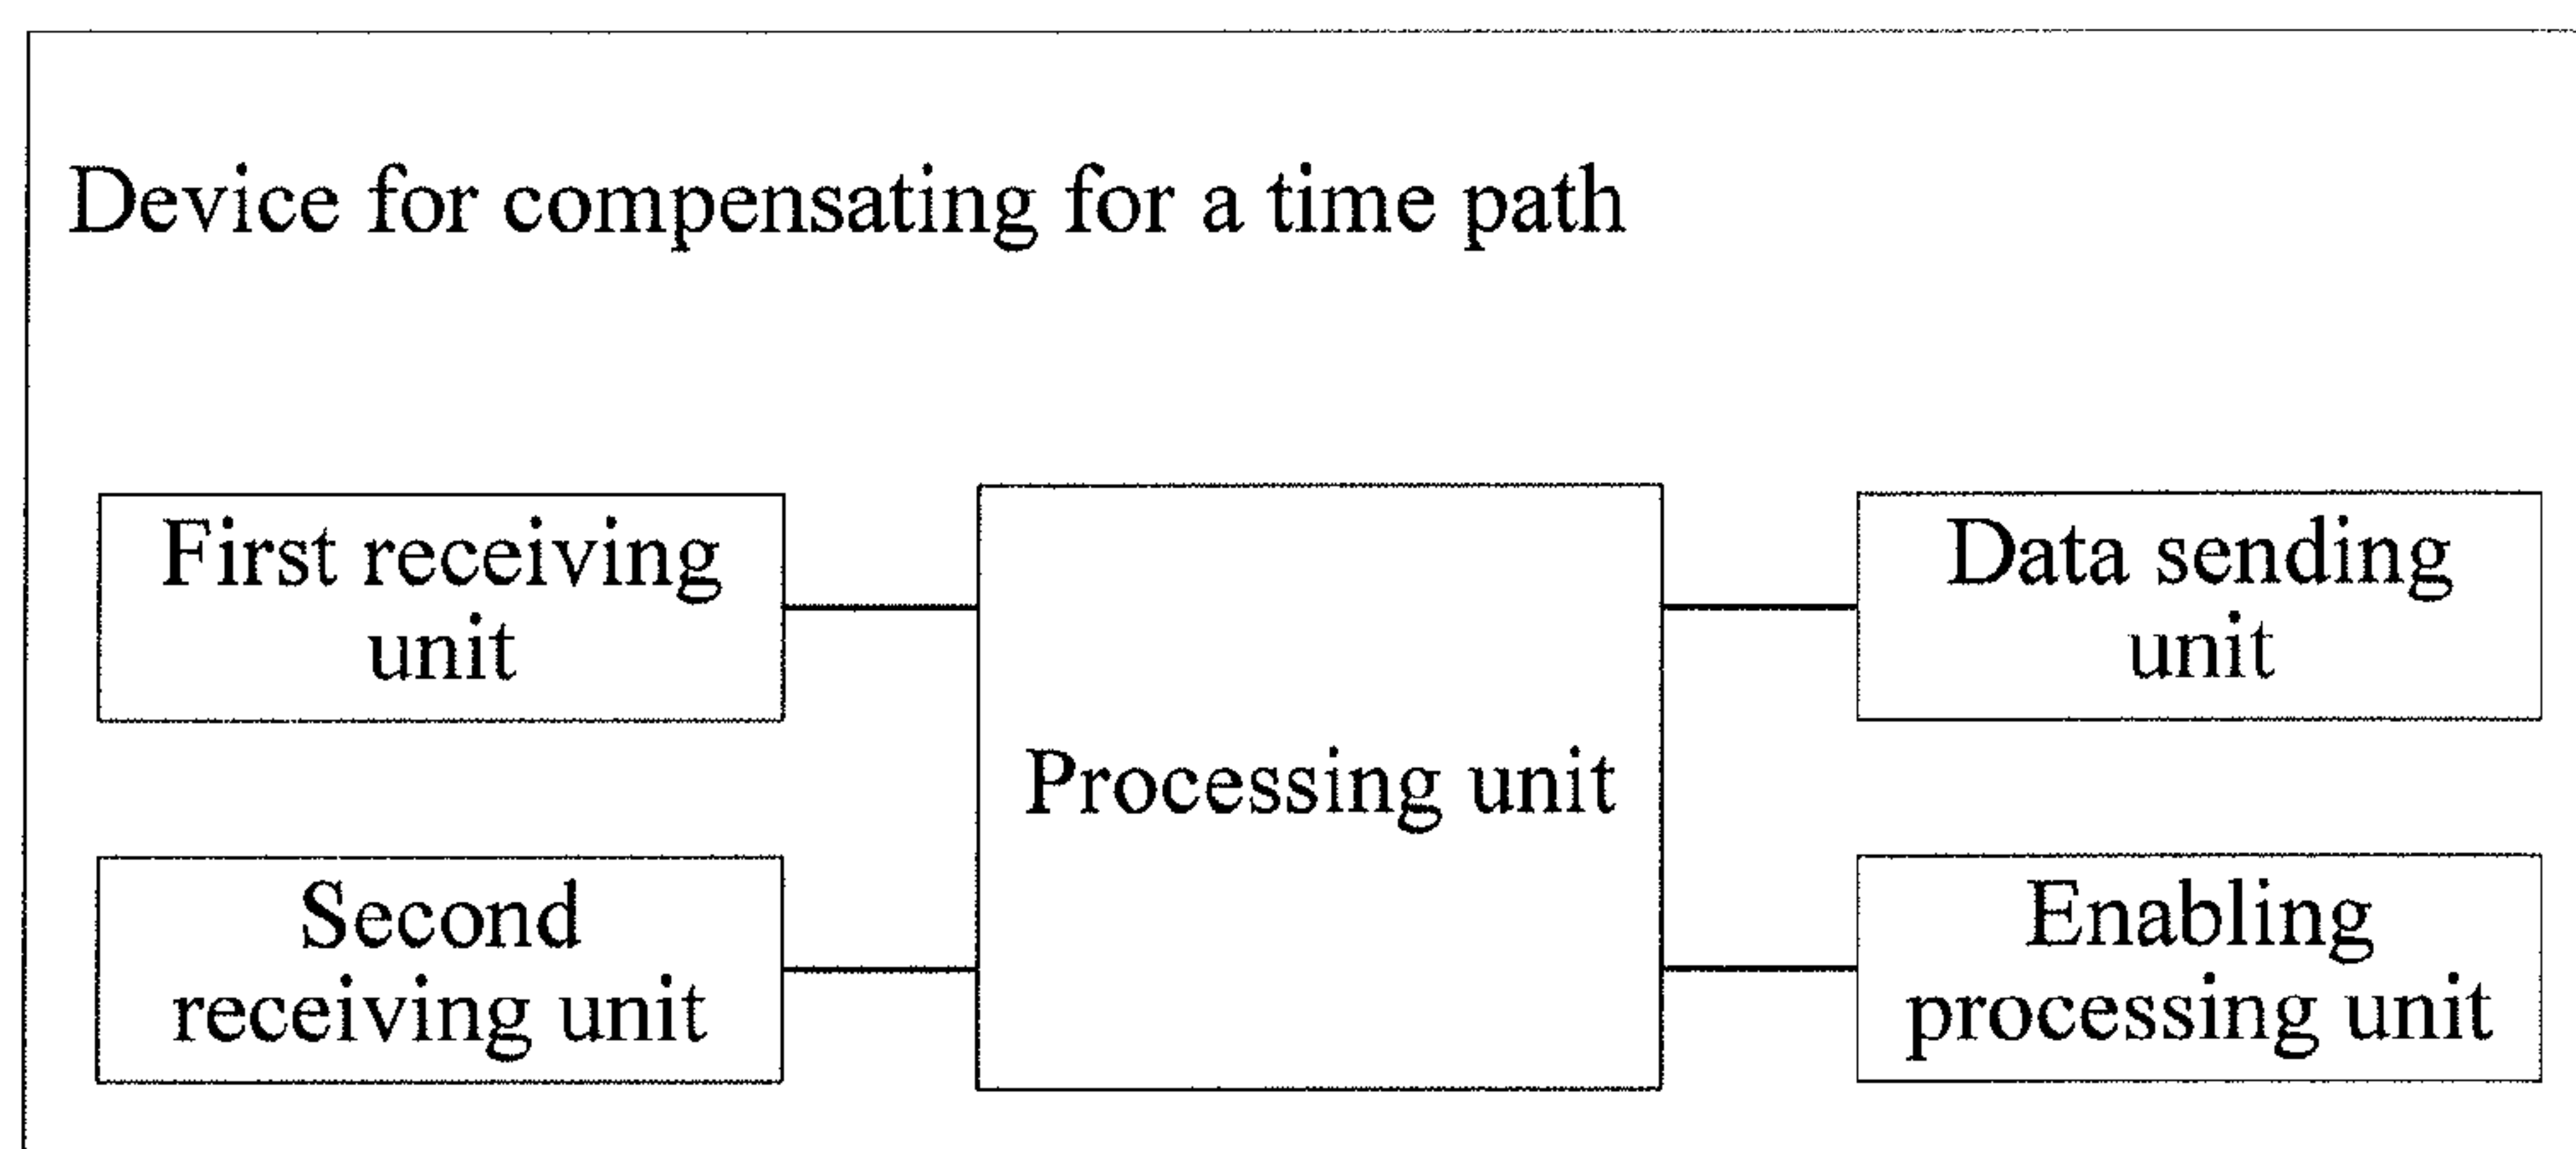 Device for compensating for a time path
First receiving
unit
Second
receiving unit
Processing unit
Data sending
unit
Enabling
processing unit